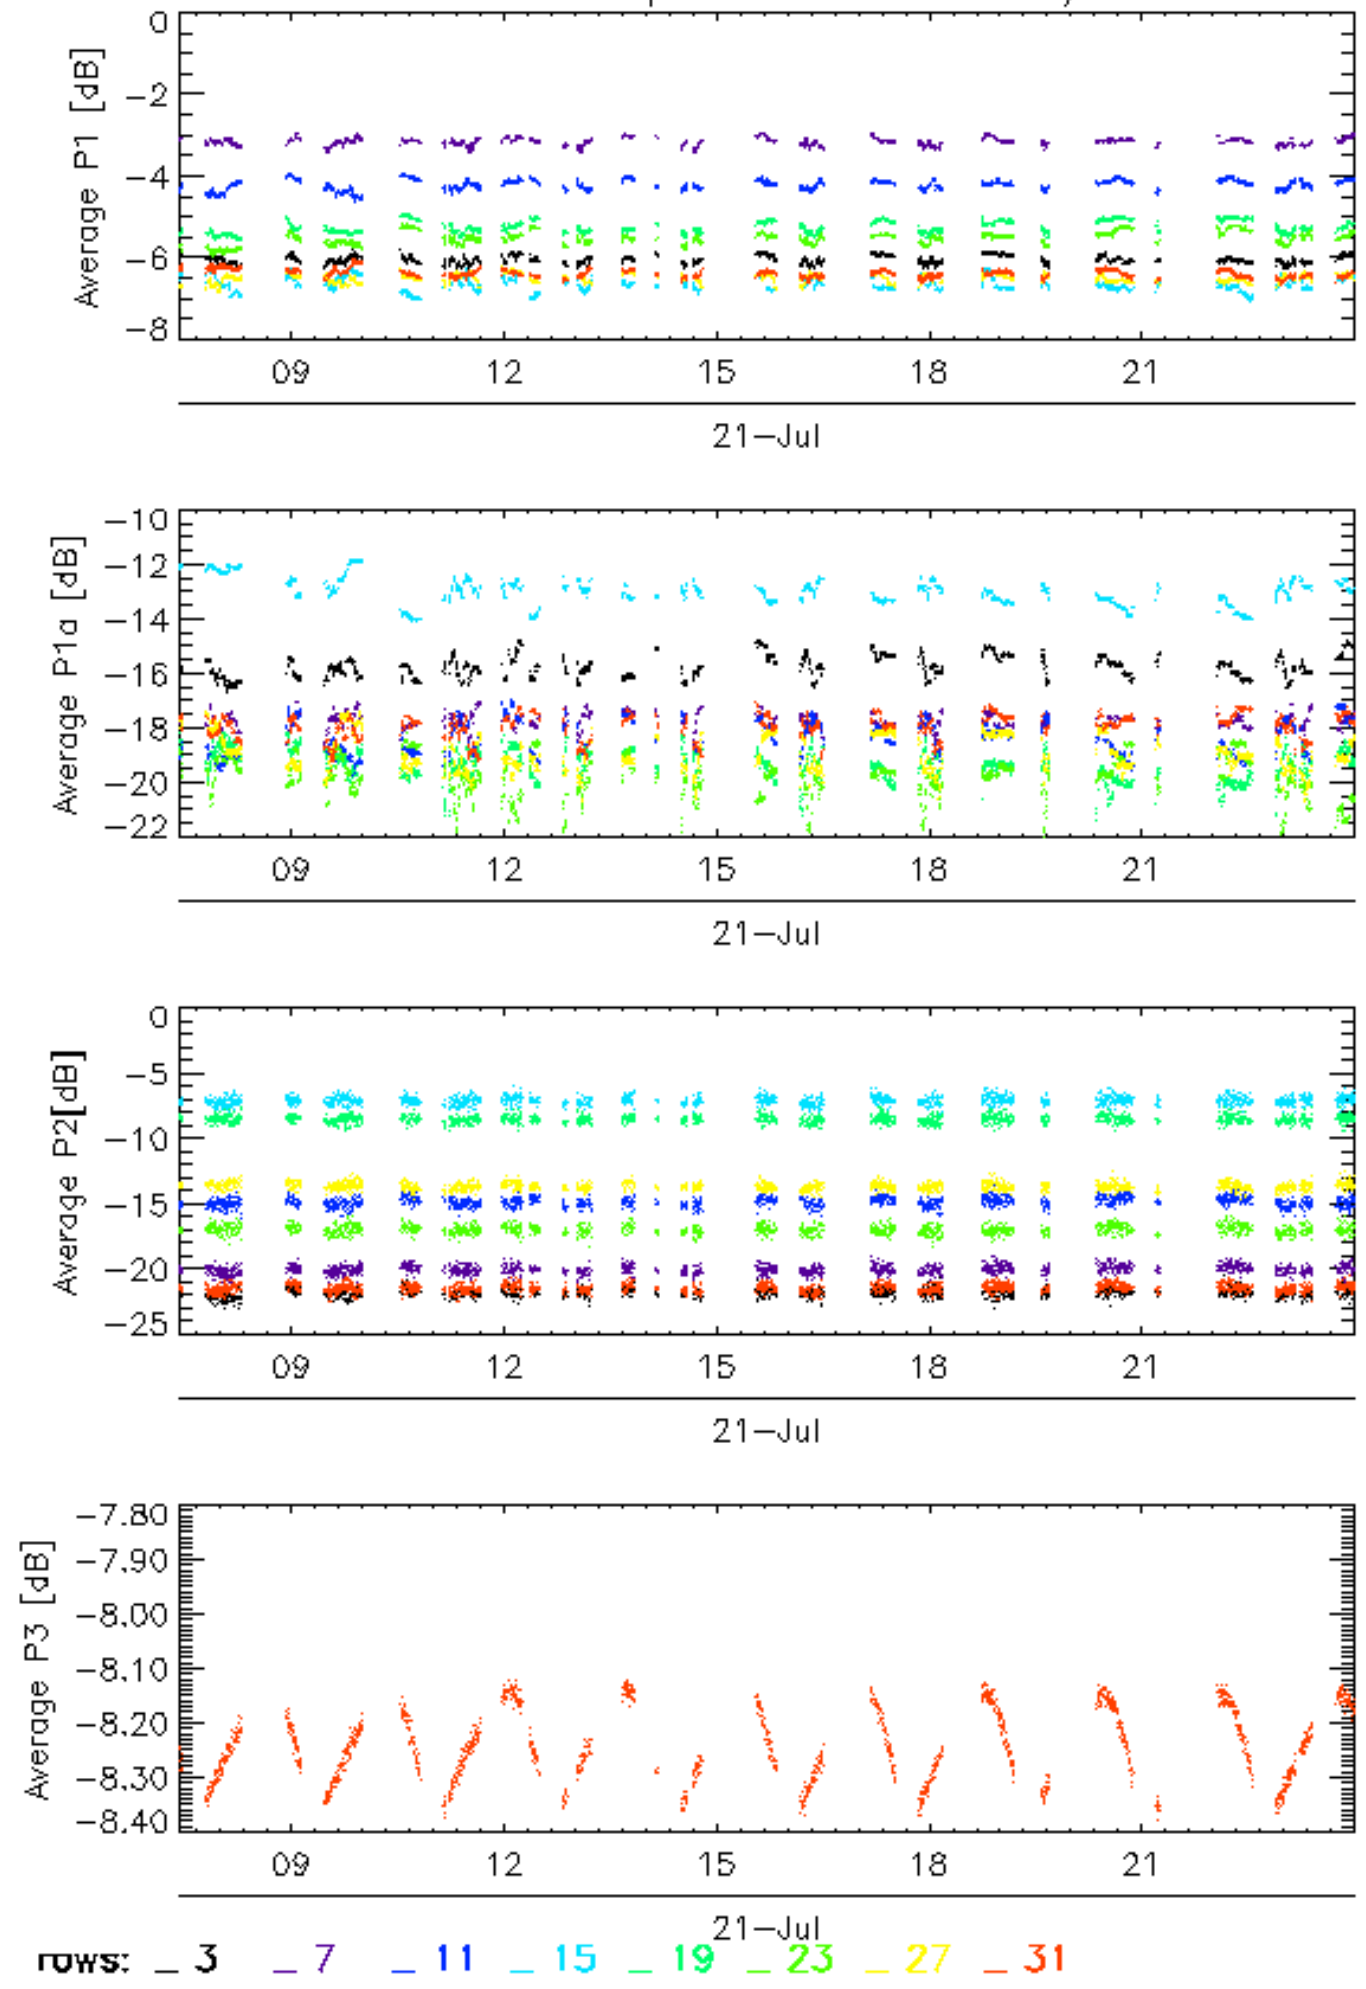 Average P1 [dB]
0
−2
−4
−6
−8
09 12 15 18 21
21−Jul
Average P1a [dB]
−10
−12
−14
−16
−18
−20
−22
09 12 15 18 21
21−Jul
Average P2[dB]
0
−5
−10
−15
−20
−25
09 12 15 18 21
21−Jul
Average P3 [dB]
−7.80
−7.90
−8.00
−8.10
−8.20
−8.30
−8.40
09 12 15 18 21
21−Jul
rows: _ 3 _ 7 _ 11 _ 15 _ 19 _ 23 _ 27 _ 31